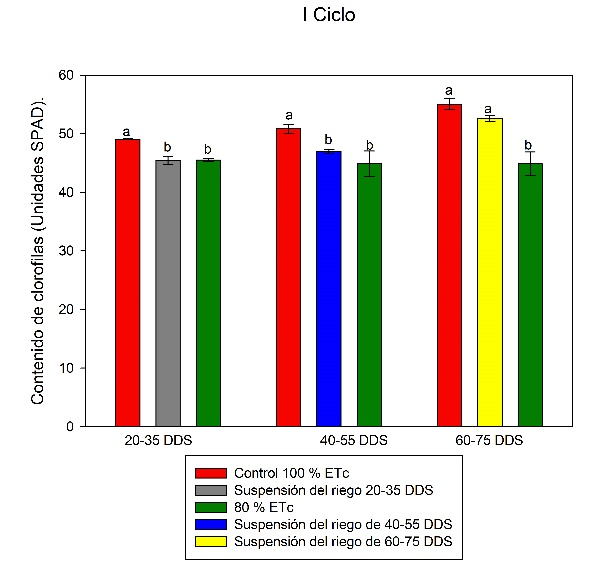 I Ciclo
Contenido de clorofilas (Unidades SPAD).
60
50
40
30
20
10
0
a
b
b
a
b
b
a
a
b
20-35 DDS
40-55 DDS
60-75 DDS
Control 100 % ETc
Suspensión del riego 20-35 DDS
80 % ETc
Suspensión del riego de 40-55 DDS
Suspensión del riego de 60-75 DDS